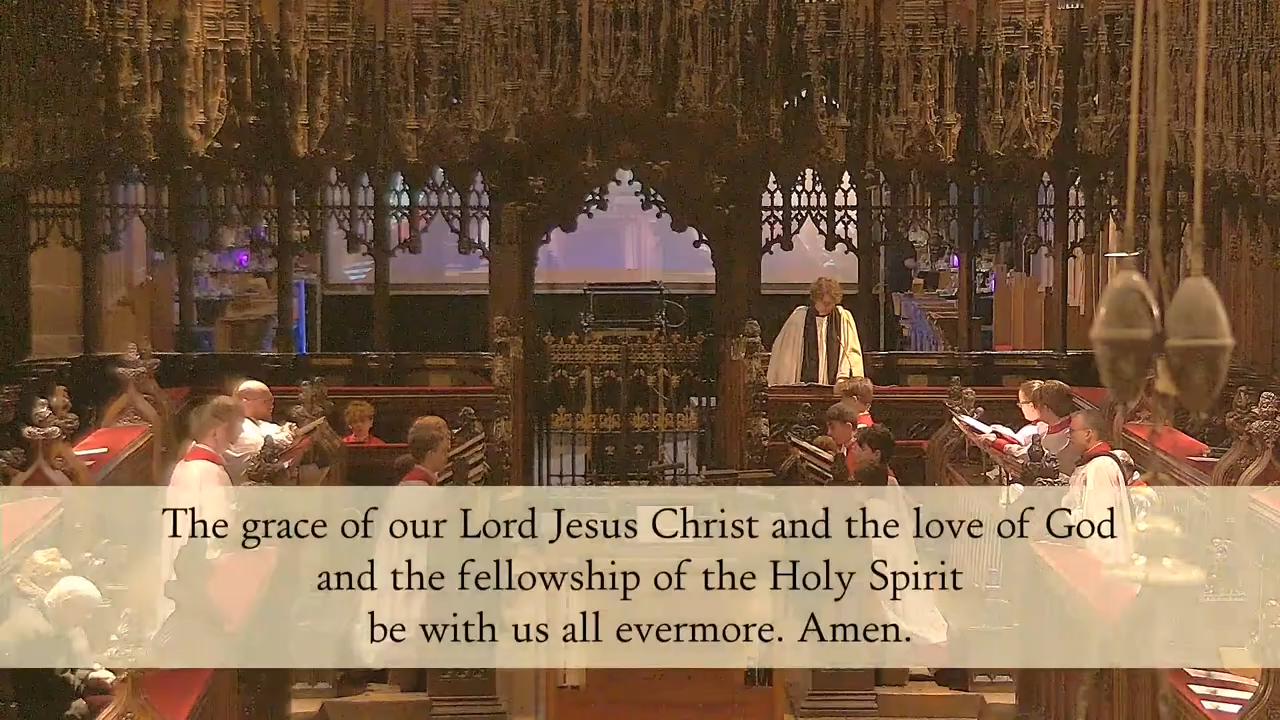 The grace of our Lord Jesus Christ and the love of God
and the fellowship of the Holy Spirit
be with us all evermore. Amen.